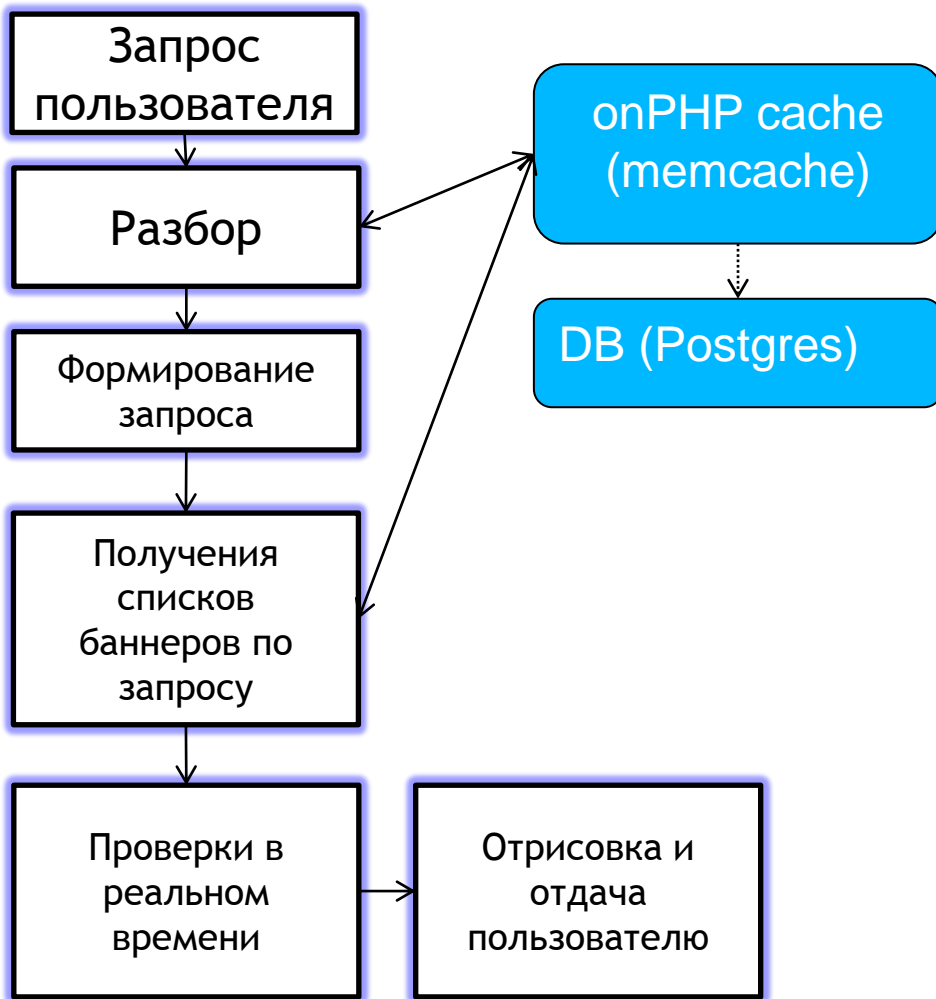 Запрос
пользователя
onPHP cache
(memcache)
Разбор
DB (Postgres)
Формирование
запроса
Получения
списков
баннеров по
запросу
Проверки в
реальном
времени
Отрисовка и
отдача
пользователю